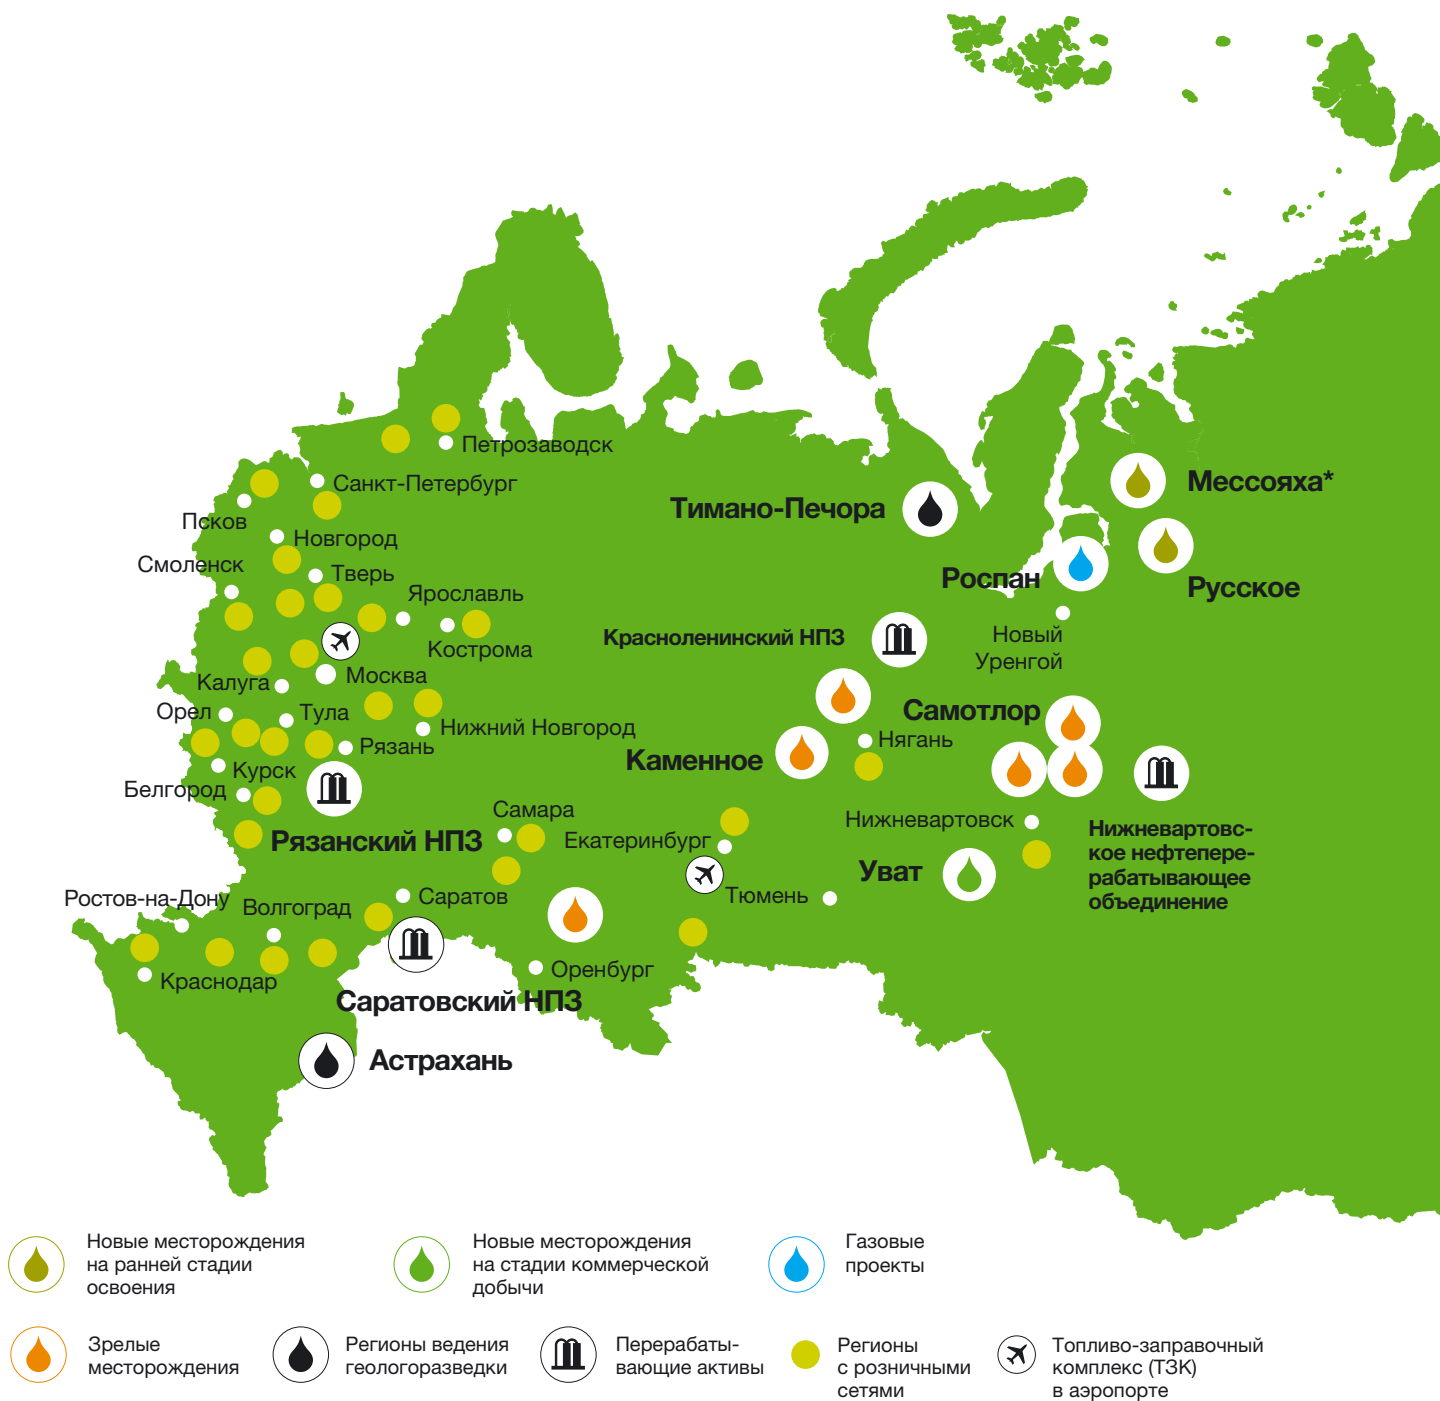 Петрозаводск
Санкт-Петербург
Псков
Новгород
Смоленск
Тверь
Ярославль
Кострома
Москва
Калуга
Орел
Тула
Нижний Новгород
Рязань
Курск
Белгород
Рязанский НПЗ
Самара
Екатеринбург
Тюмень
Ростов-на-Дону
Волгоград
Саратов
Краснодар
Оренбург
Саратовский НПЗ
Астрахань
Тимано-Печора
Мессояха*
Роспан
Русское
Новый
Уренгой
Красноленинский НПЗ
Самотлор
Каменное
Нягань
Нижневартовск
Уват
Нижневартовс-
кое нефтепере-
рабатывающее
объединение
Новые месторождения
на ранней стадии
освоения
Новые месторождения
на стадии коммерческой
добычи
Газовые
проекты
Зрелые
месторождения
Регионы ведения
геологоразведки
Перерабаты-
вающие активы
Регионы
с розничными
сетями
Топливо-заправочный
комплекс (ТЗК)
в аэропорте